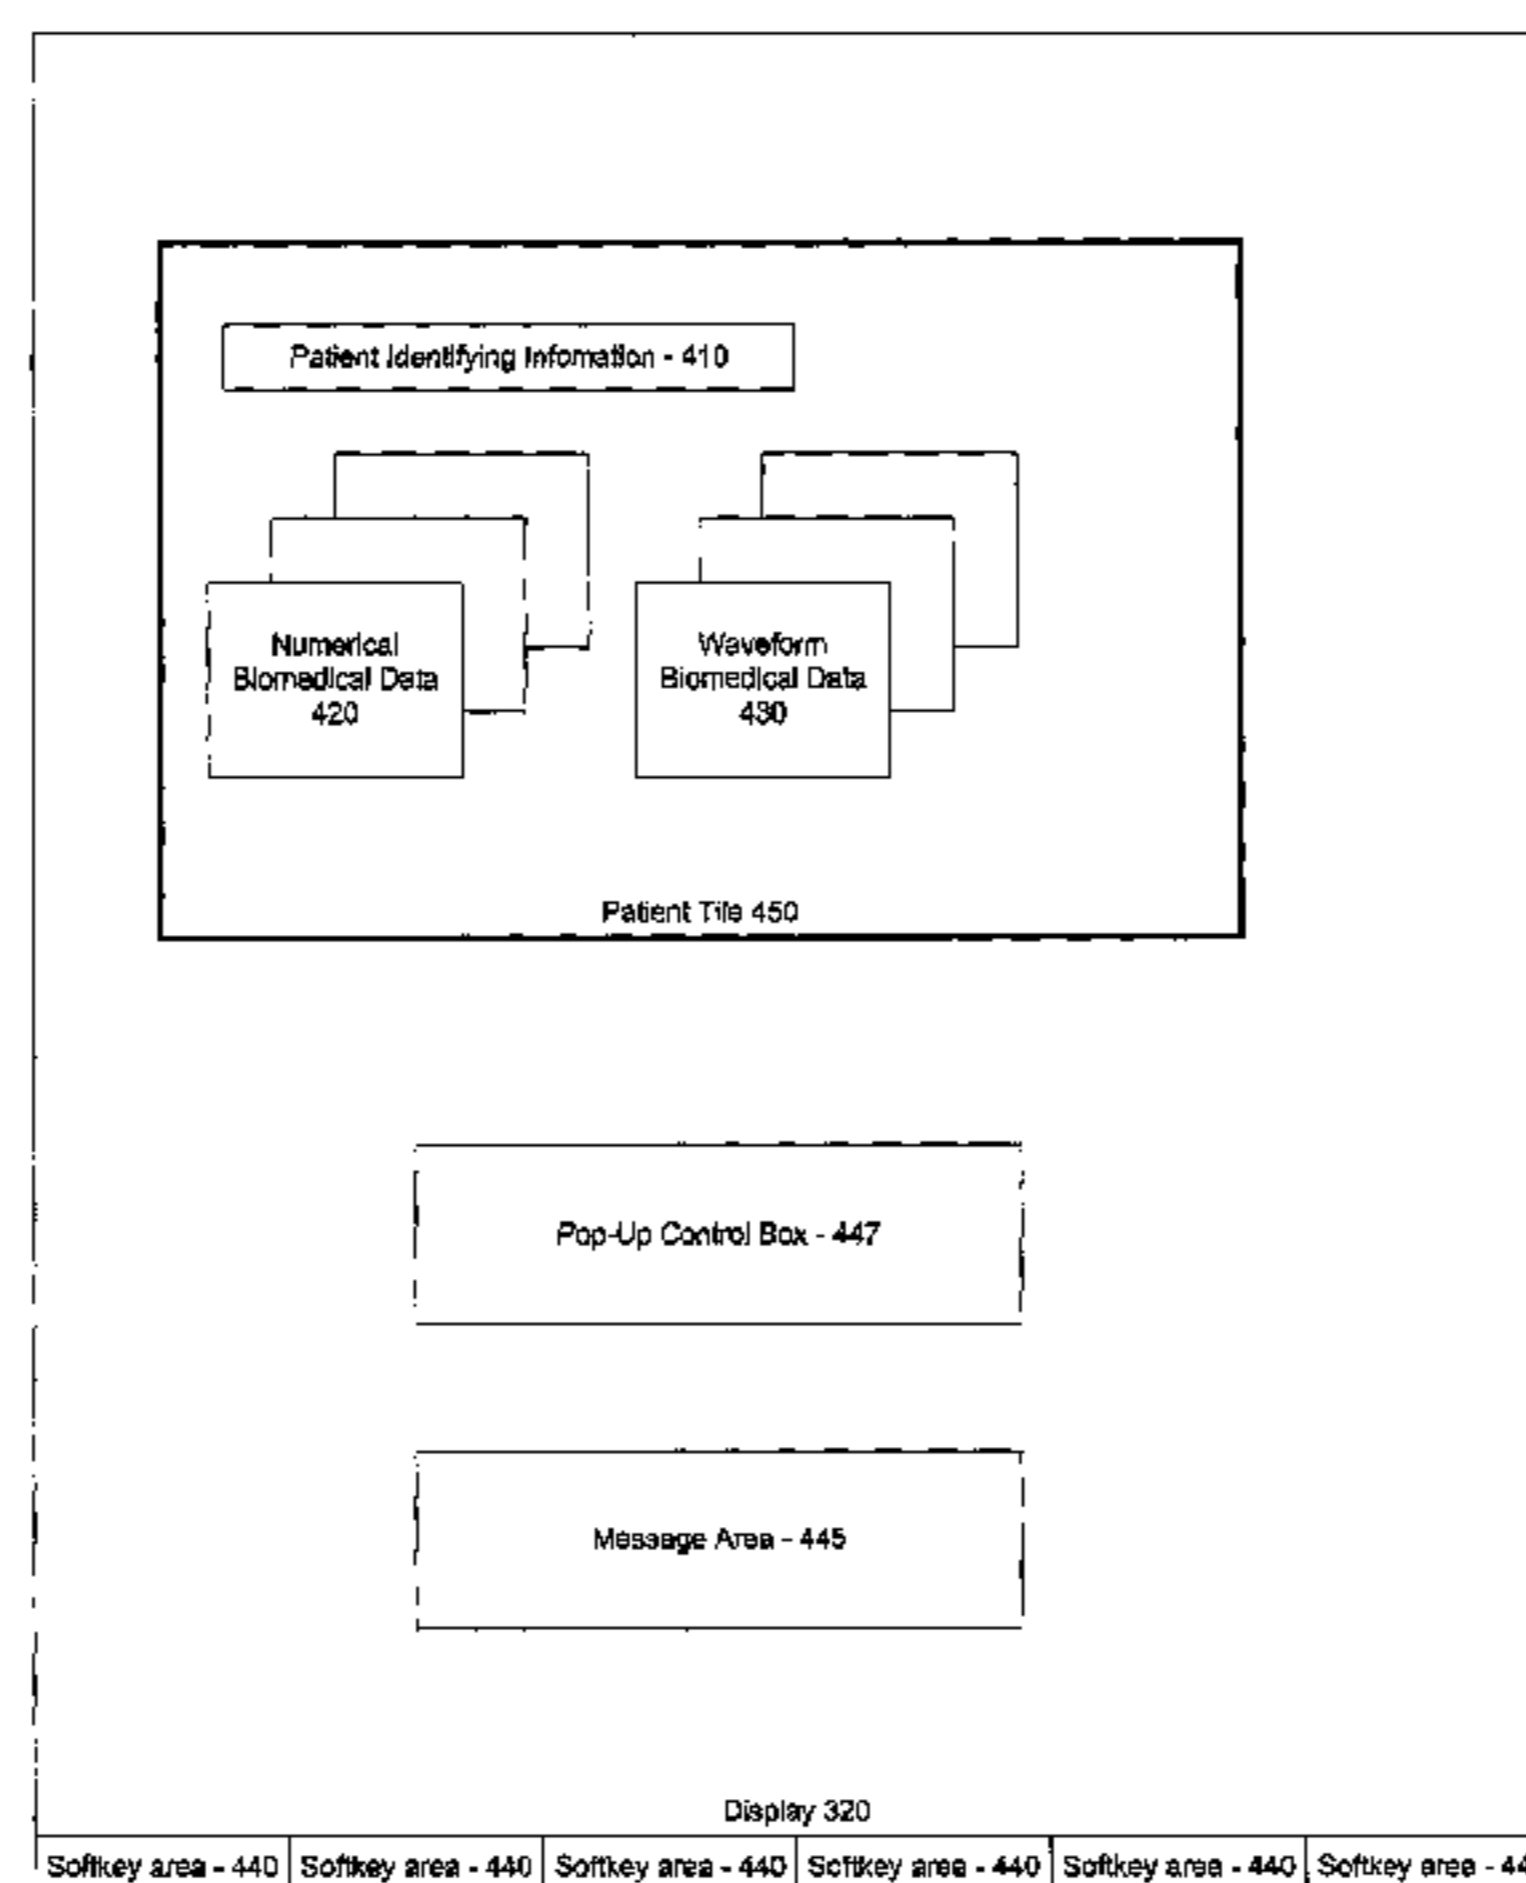 Patient Identifying Infomation - 410
Numerical
Biomedical Data
420
Waveform
Biomedical Data
430
Patient Tile 450
Pop-Up Control Box - 447
Message Area - 445
Display 320
Softkey area - 440
Softkey area - 440
Softkey area - 440
Softkey area - 440
Softkey area - 440
Softkey area - 44